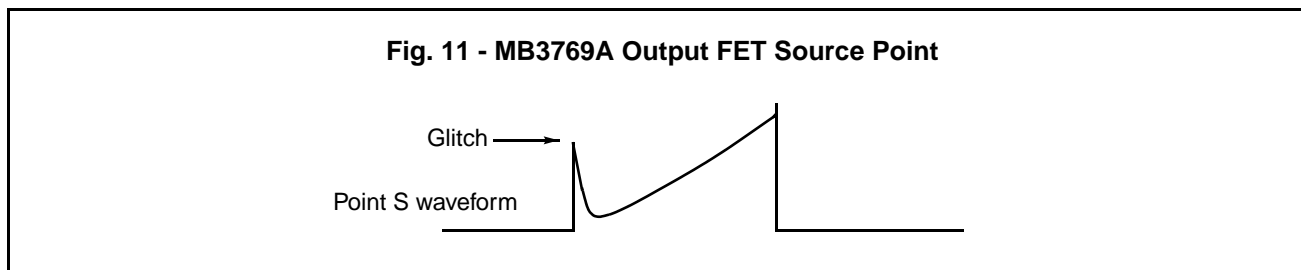 Fig. 11 - MB3769A Output FET Source Point
Glitch
Point S waveform